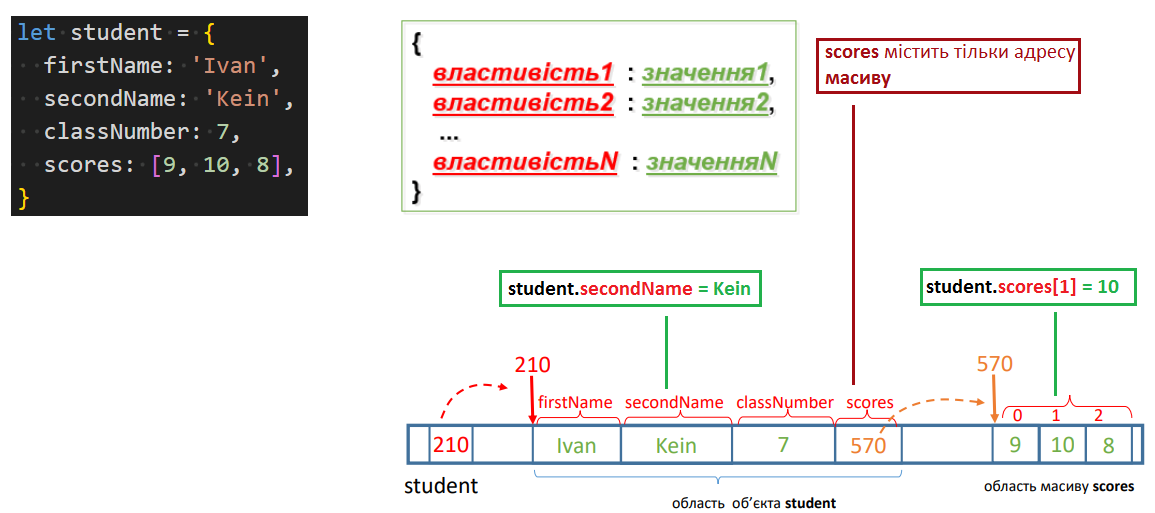 let student = {
firstName: 'Ivan',
secondName: 'Kein',
classNumber: 7,
scores: [9, 10, 8],
}
{
властивість1 : значення1,
властивість2 : значення2,
...
властивістьN : значенняN
}
scores містить тільки адресу
масиву
student.secondName = Kein
student.scores[1] = 10
210
570
firstName secondName classNumber scores
0 1 2
210 Ivan Kein 7 570 9 10 8
student
область об’єкта student
область масиву scores